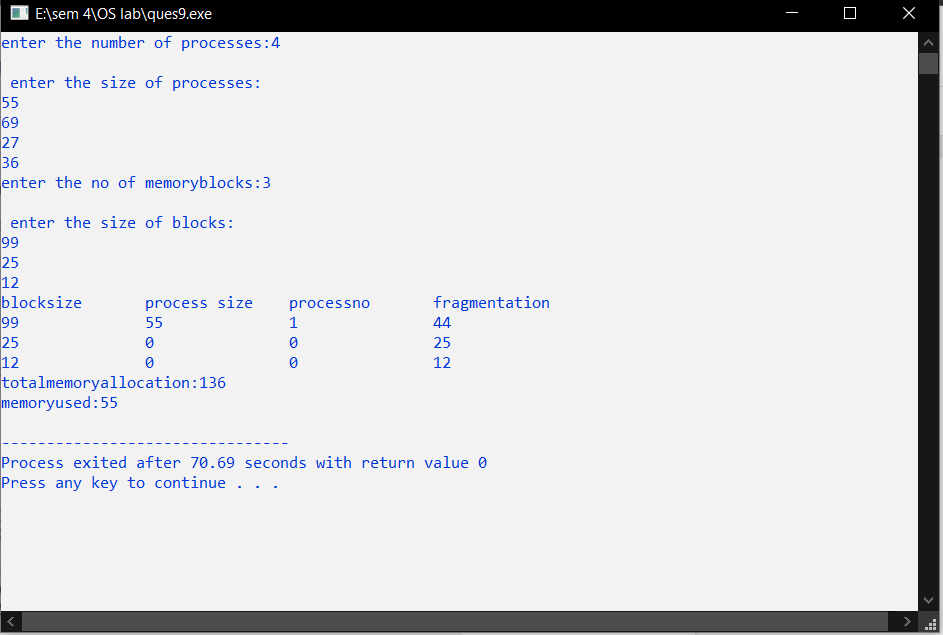 E:\sem 4\OS lab\ques9.exe
enter the number of processes:4
enter the size of processes:
55
69
27
36
enter the no of memoryblocks:3
enter the size of blocks:
99
25
12
blocksize process size processno fragmentation
99 55 1 44
25 0 0 25
12 0 0 12
totalmemoryallocation:136
memoryused:55
--------------------------------
Process exited after 70.69 seconds with return value 0
Press any key to continue . . .